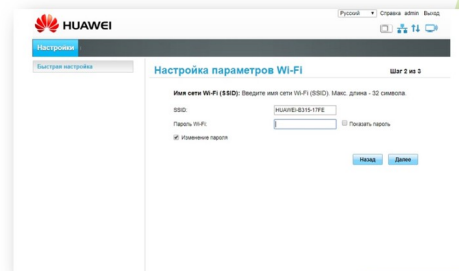 Русский Справка admin Выход
HUAWEI
Настройки
Быстрая настройка
Настройка параметров Wi-Fi
Шаг 2 из 3
Имя сети Wi-Fi (SSID): Введите имя сети Wi-Fi (SSID). Макс. длина - 32 символа.
SSID: HUAWEI-B315-17FE
Пароль Wi-Fi: Показать пароль
Изменение пароля
Назад Далее